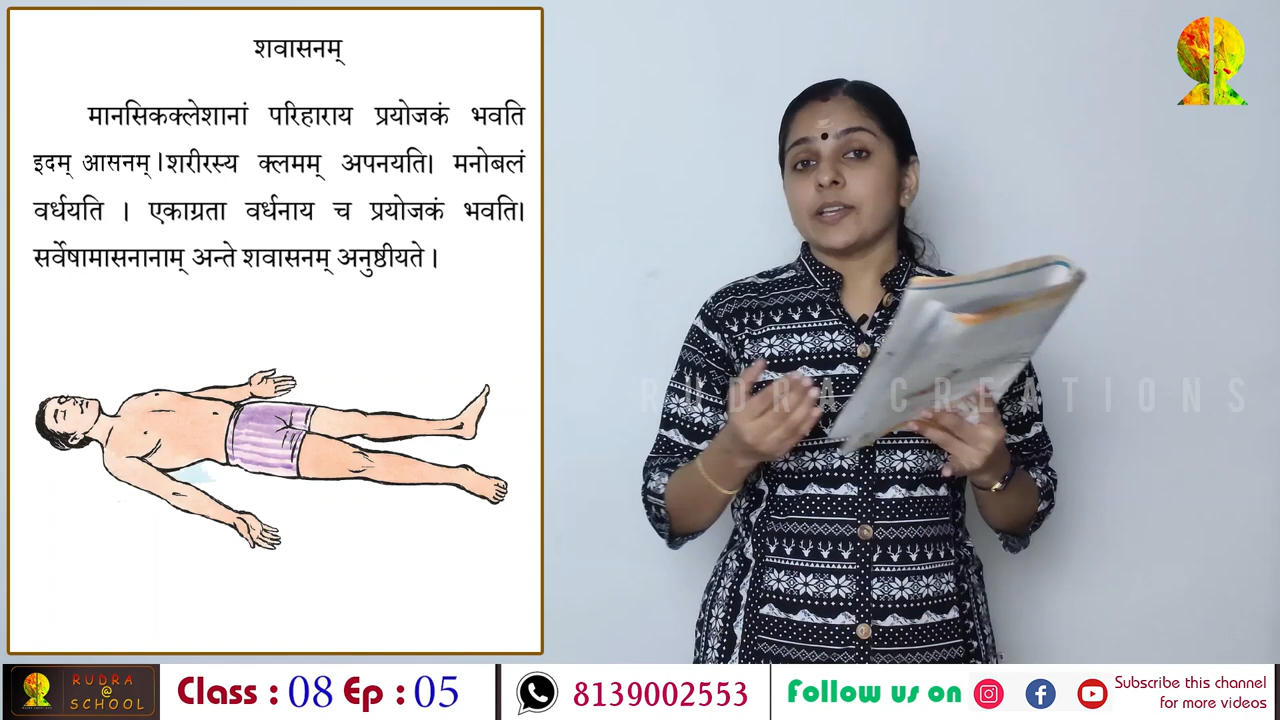 शवासनम्
मानसिकक्लेशानां परिहाराय प्रयोजकं भवति
इदम् आसनम् । शरीरस्य क्लमम् अपनयति। मनोबलं
वर्धयति । एकाग्रता वर्धनाय च प्रयोजकं भवति।
सर्वेषामासनानाम् अन्ते शवासनम् अनुष्ठीयते ।
RUDRA CREATIONS
RUDRA
@
SCHOOL
Class : 08 Ep : 05
8139002553
Follow us on
Subscribe this channel
for more videos